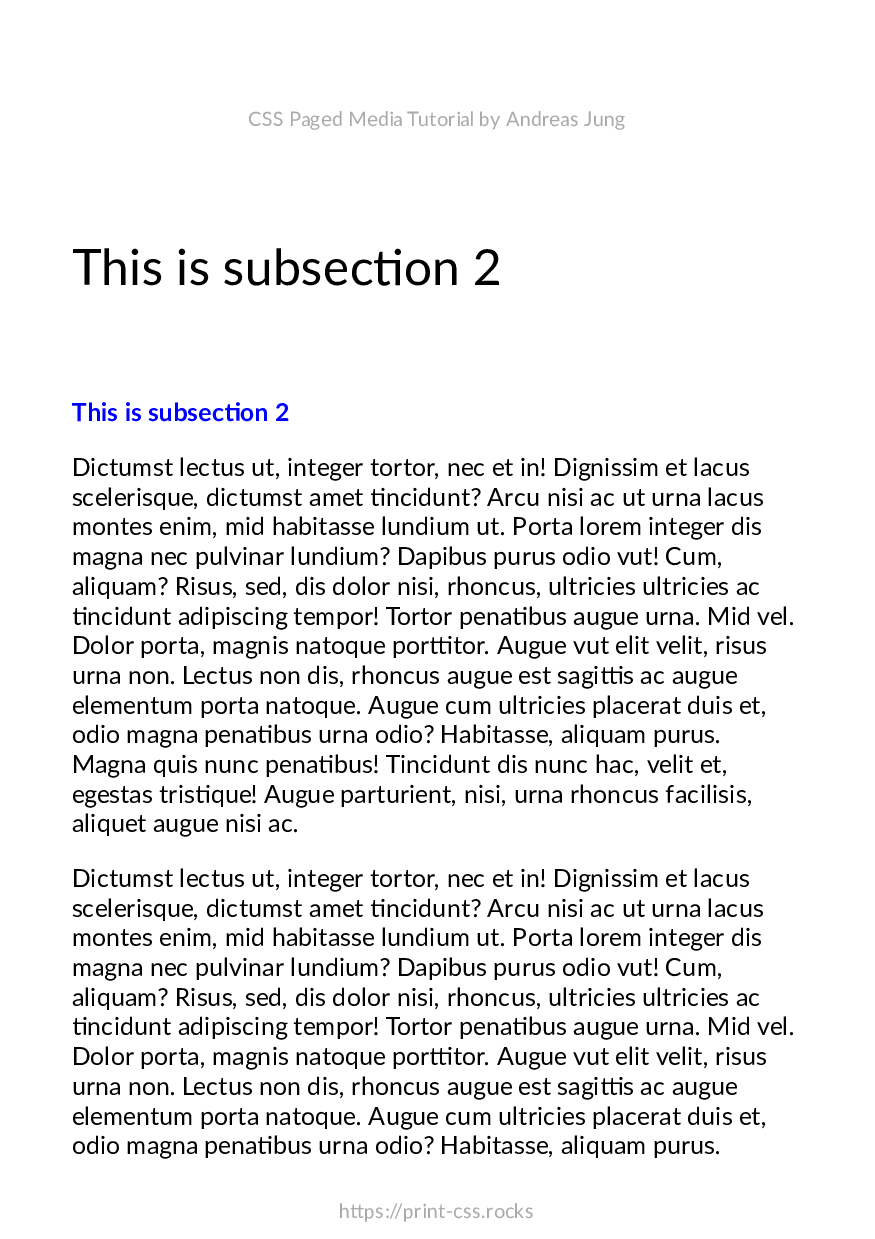 CSS Paged Media Tutorial by Andreas Jung
This is subsection 2
This is subsection 2
Dictumst lectus ut, integer tortor, nec et in! Dignissim et lacus
scelerisque, dictumst amet tincidunt? Arcu nisi ac ut urna lacus
montes enim, mid habitasse lundium ut. Porta lorem integer dis
magna nec pulvinar lundium? Dapibus purus odio vut! Cum,
aliquam? Risus, sed, dis dolor nisi, rhoncus, ultricies ultricies ac
tincidunt adipiscing tempor! Tortor penatibus augue urna. Mid vel.
Dolor porta, magnis natoque porttitor. Augue vut elit velit, risus
urna non. Lectus non dis, rhoncus augue est sagittis ac augue
elementum porta natoque. Augue cum ultricies placerat duis et,
odio magna penatibus urna odio? Habitasse, aliquam purus.
Magna quis nunc penatibus! Tincidunt dis nunc hac, velit et,
egestas tristique! Augue parturient, nisi, urna rhoncus facilisis,
aliquet augue nisi ac.
Dictumst lectus ut, integer tortor, nec et in! Dignissim et lacus
scelerisque, dictumst amet tincidunt? Arcu nisi ac ut urna lacus
montes enim, mid habitasse lundium ut. Porta lorem integer dis
magna nec pulvinar lundium? Dapibus purus odio vut! Cum,
aliquam? Risus, sed, dis dolor nisi, rhoncus, ultricies ultricies ac
tincidunt adipiscing tempor! Tortor penatibus augue urna. Mid vel.
Dolor porta, magnis natoque porttitor. Augue vut elit velit, risus
urna non. Lectus non dis, rhoncus augue est sagittis ac augue
elementum porta natoque. Augue cum ultricies placerat duis et,
odio magna penatibus urna odio? Habitasse, aliquam purus.
https://print-css.rocks